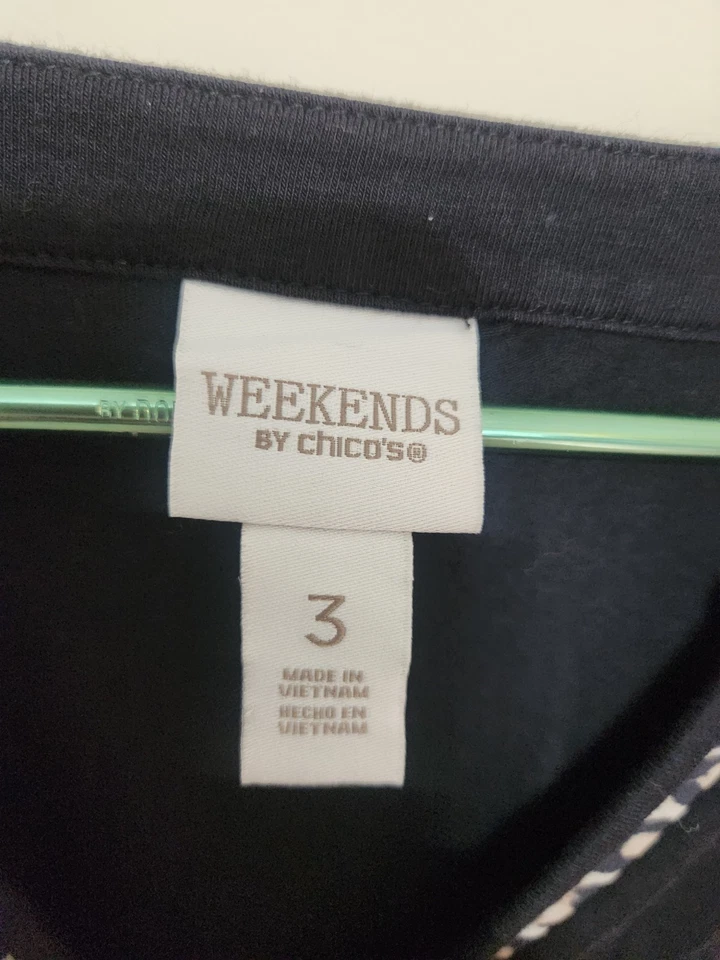 WEEKENDS
BY chico's®
3
MADE IN
VIETNAM
HECHO EN
VIETNAM